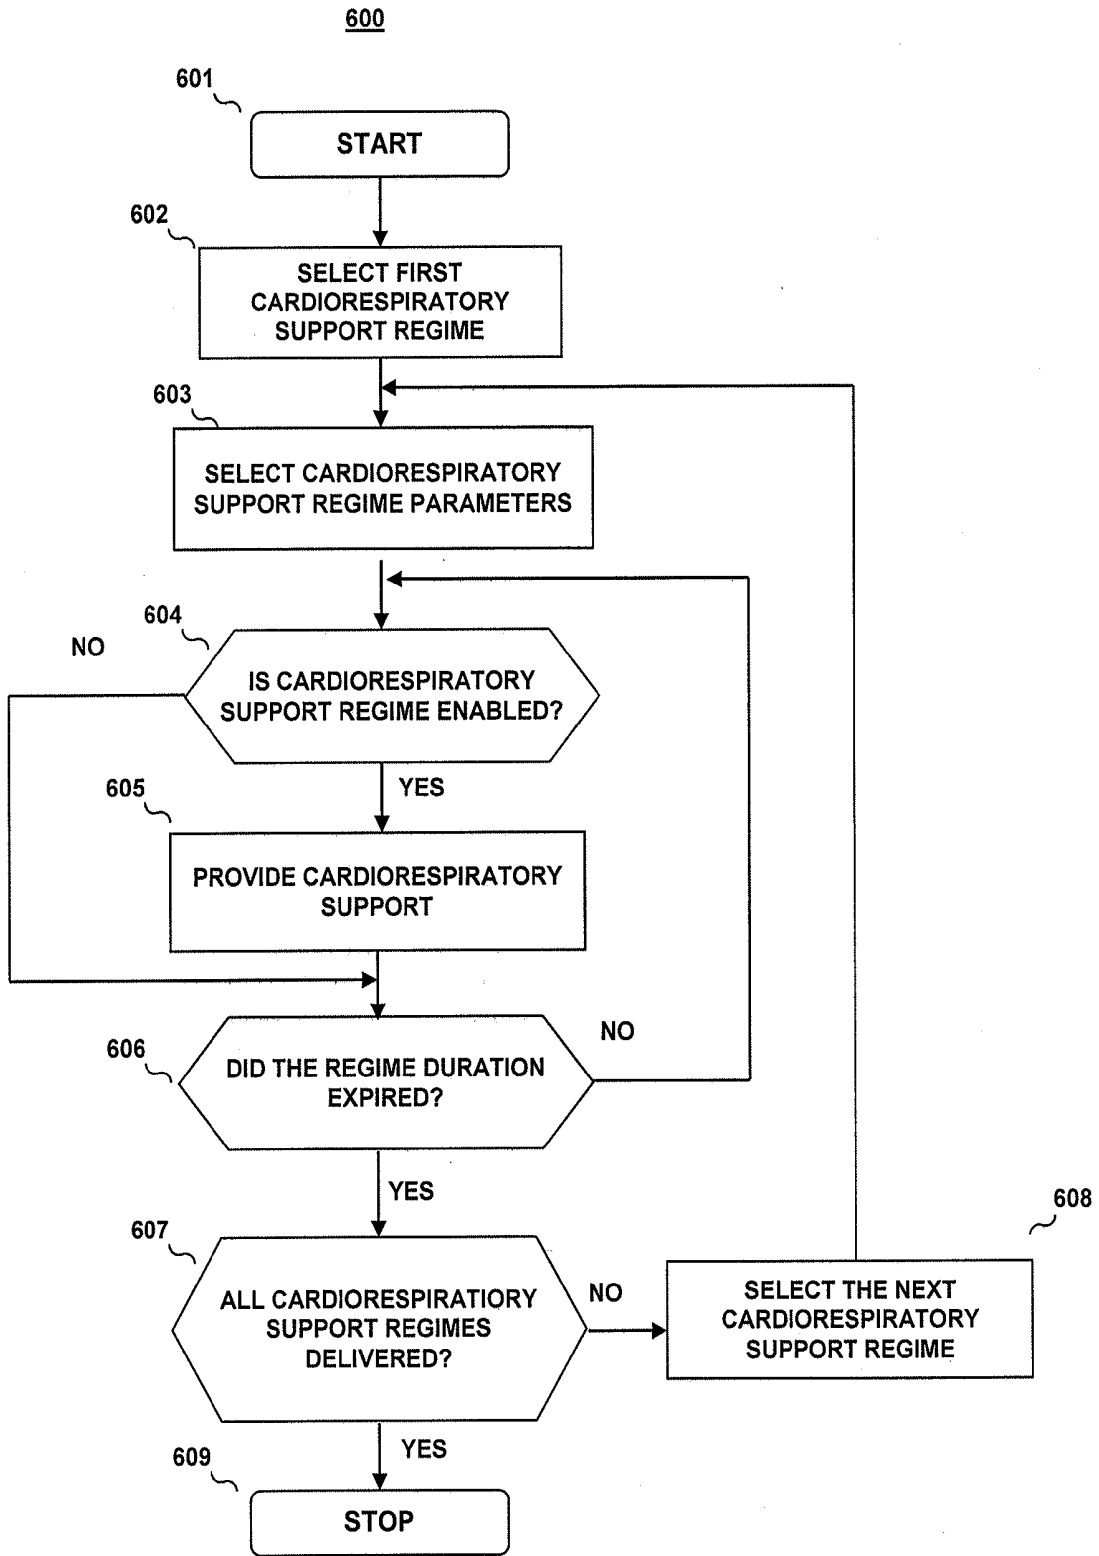 600
601
START
602
SELECT FIRST
CARDIORESPIRATORY
SUPPORT REGIME
603
SELECT CARDIORESPIRATORY
SUPPORT REGIME PARAMETERS
604
NO
IS CARDIORESPIRATORY
SUPPORT REGIME ENABLED?
YES
605
PROVIDE CARDIORESPIRATORY
SUPPORT
606
NO
DID THE REGIME DURATION
EXPIRED?
YES
607
ALL CARDIORESPIRATIORY
SUPPORT REGIMES
DELIVERED?
NO
608
SELECT THE NEXT
CARDIORESPIRATORY
SUPPORT REGIME
YES
609
STOP